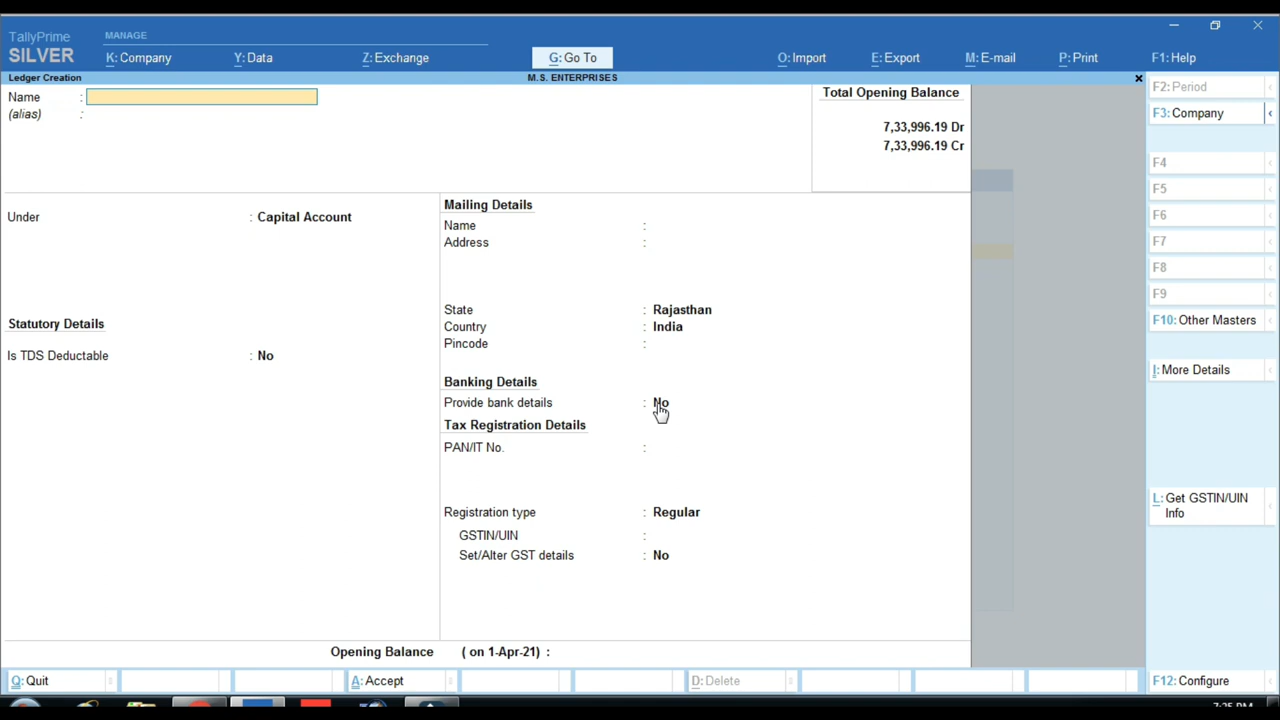 TallyPrime
MANAGE
SILVER
K: Company
Y: Data
Z: Exchange
G: Go To
O: Import
E: Export
M: E-mail
P: Print
F1: Help
Ledger Creation
M.S. ENTERPRISES
Name :
(alias) :
Total Opening Balance
7,33,996.19 Dr
7,33,996.19 Cr
Under : Capital Account
Statutory Details
Is TDS Deductable : No
Mailing Details
Name :
Address :
State : Rajasthan
Country : India
Pincode :
Banking Details
Provide bank details : No
Tax Registration Details
PAN/IT No. :
Registration type : Regular
GSTIN/UIN :
Set/Alter GST details : No
Opening Balance ( on 1-Apr-21) :
F2: Period
F3: Company
F4
F5
F6
F7
F8
F9
F10: Other Masters
I: More Details
L: Get GSTIN/UIN
Info
Q: Quit
A: Accept
D: Delete
F12: Configure
7:25 PM